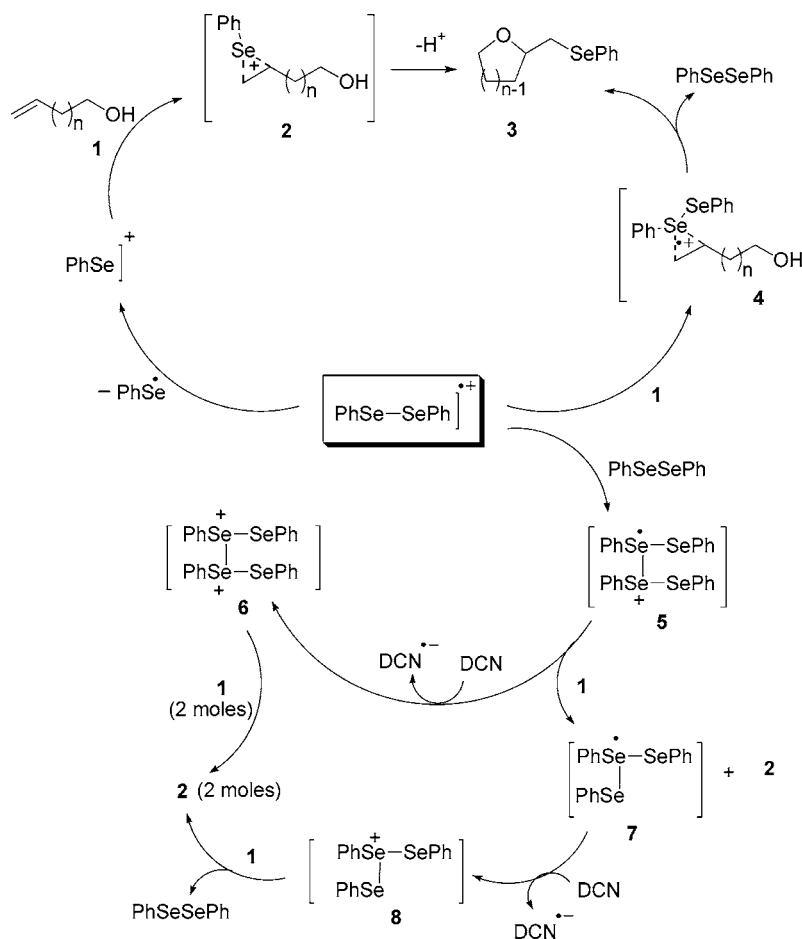 Ph
Se
+
n
OH
2
-H+
O
SePh
n-1
3
PhSeSePh
n
OH
1
PhSe ] +
SePh
Ph
Se
•+
n
OH
4
– PhSe•
PhSe—SePh ] •+
1
PhSeSePh
+
PhSe—SePh
PhSe—SePh
+
6
•
PhSe—SePh
PhSe—SePh
+
5
DCN•– DCN
1
1
(2 moles)
•
PhSe—SePh
PhSe
7
+ 2
2 (2 moles)
1
PhSeSePh
+
PhSe—SePh
PhSe
8
DCN
DCN•–